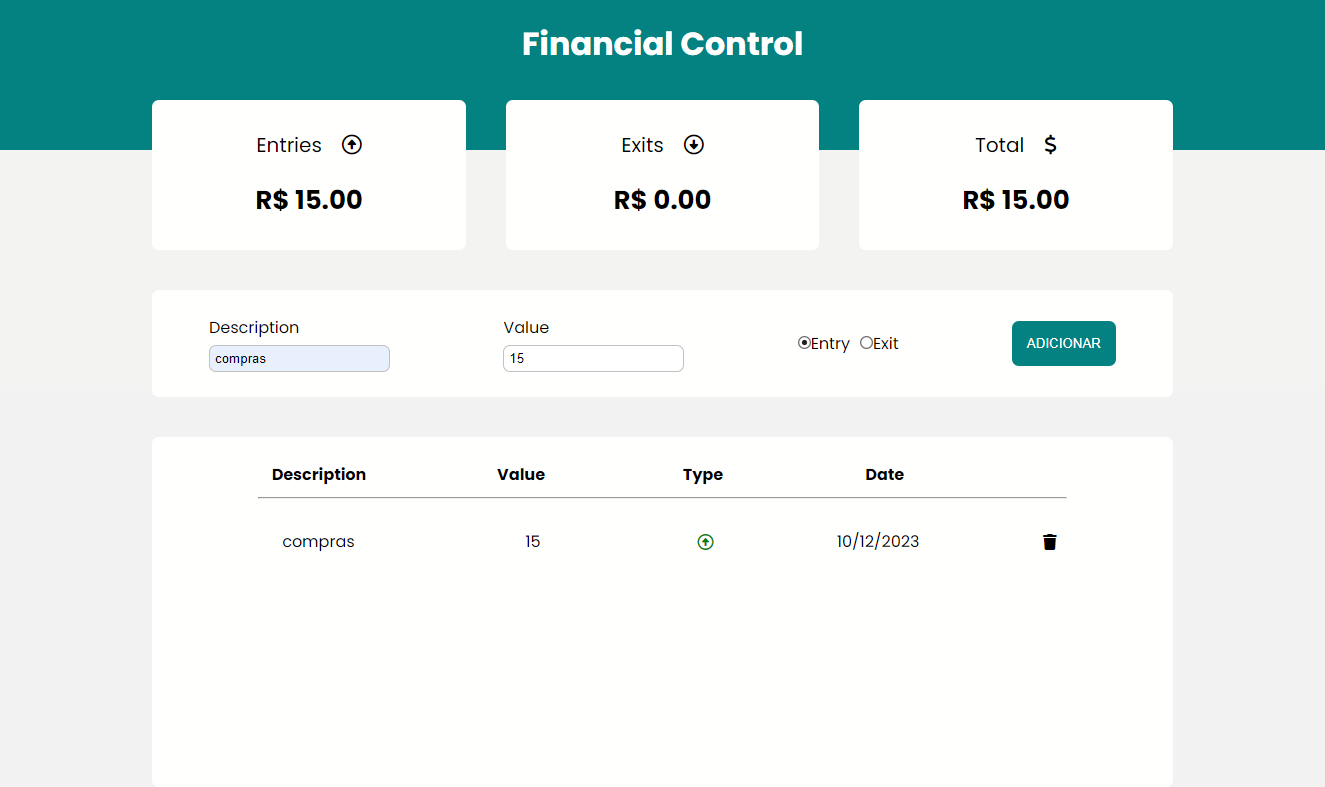 Financial Control
Entries
Exits
Total $
R$ 15.00
R$ 0.00
R$ 15.00
Description
Value
compras
15
Entry
Exit
ADICIONAR
Description Value Type Date
compras 15 10/12/2023